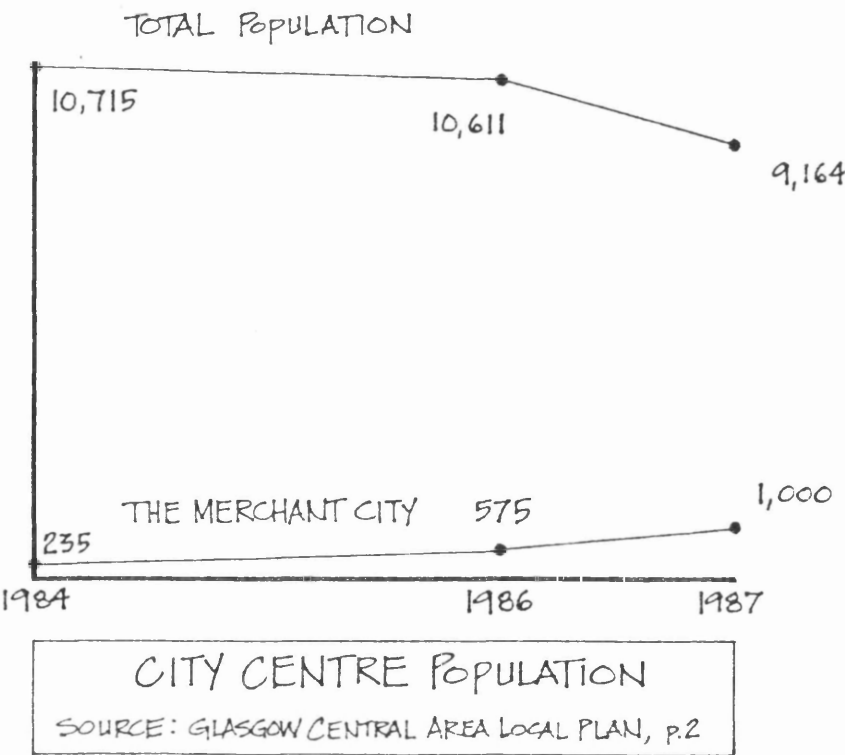 TOTAL POPULATION
10,715
10,611
9,164
THE MERCHANT CITY 575
1,000
235
1984 1986 1987
CITY CENTRE POPULATION
SOURCE: GLASGOW CENTRAL AREA LOCAL PLAN, p.2